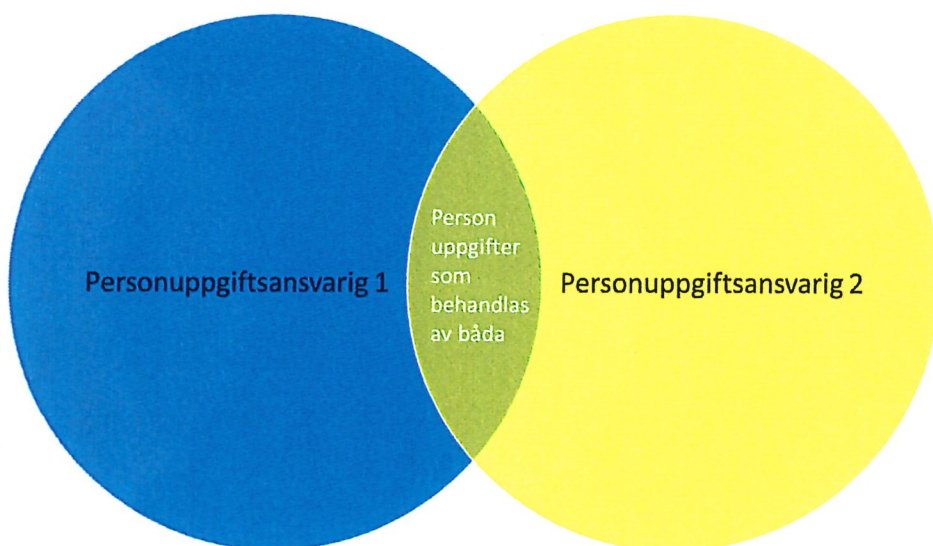 Personuppgiftsansvarig 1
Person
uppgifter
som
behandlas
av båda
Personuppgiftsansvarig 2